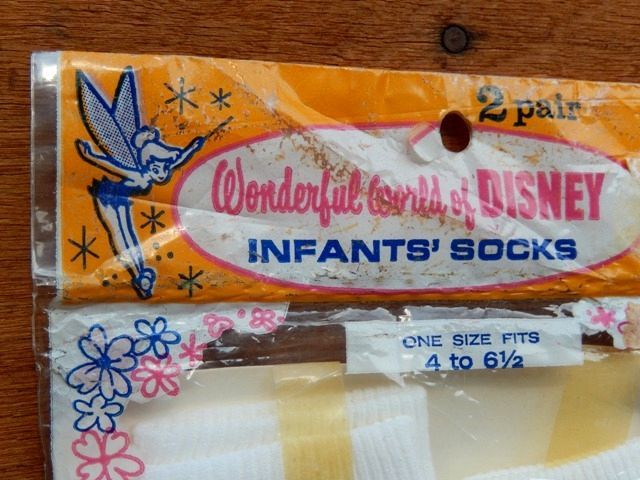 2 pair
Wonderful World of DISNEY
INFANTS' SOCKS
ONE SIZE FITS
4 to 6½